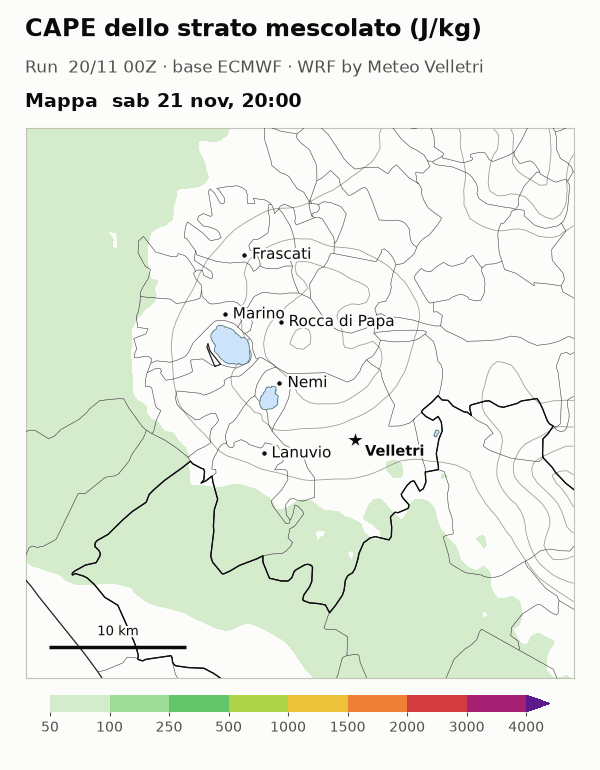 CAPE dello strato mescolato (J/kg)
Run  20/11 00Z · base ECMWF · WRF by Meteo Velletri
Mappa  sab 21 nov, 20:00
Frascati
Marino
Rocca di Papa
Nemi
Velletri
Lanuvio
10 km
50 100 250 500 1000 1500 2000 3000 4000